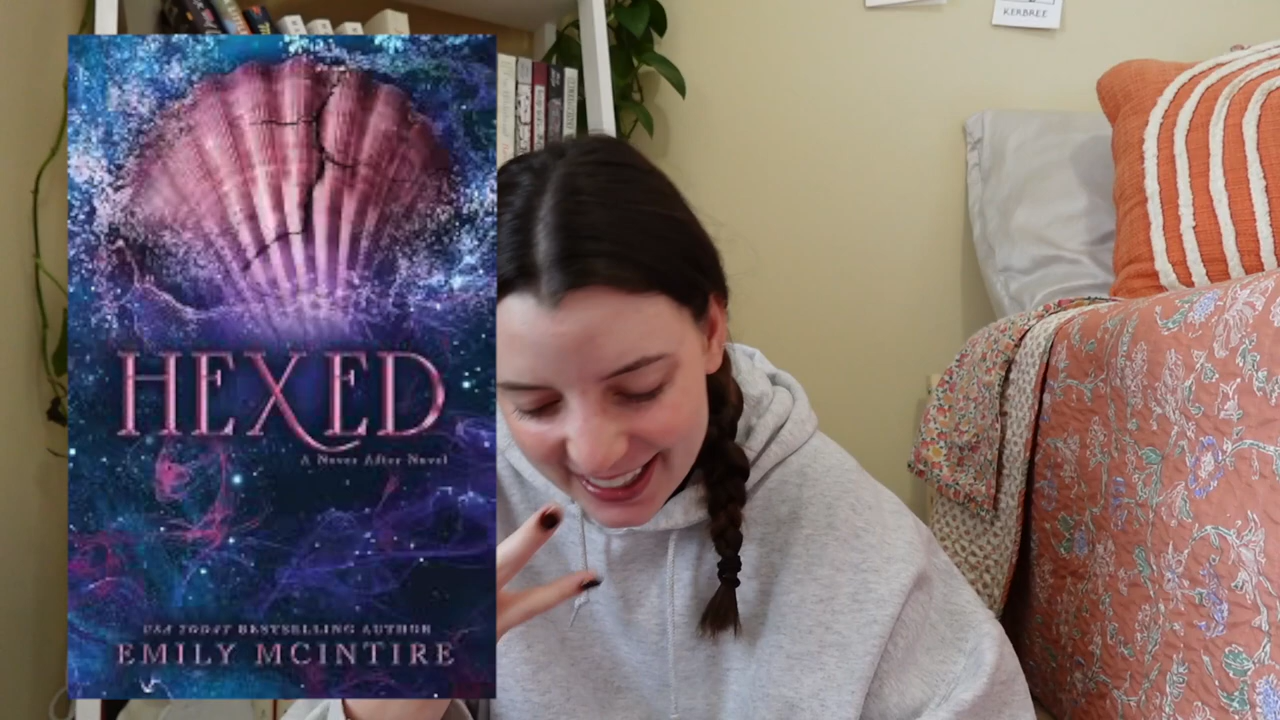 KERBREE
HEXED
A Never After Novel
USA TODAY BESTSELLING AUTHOR
EMILY MCINTIRE